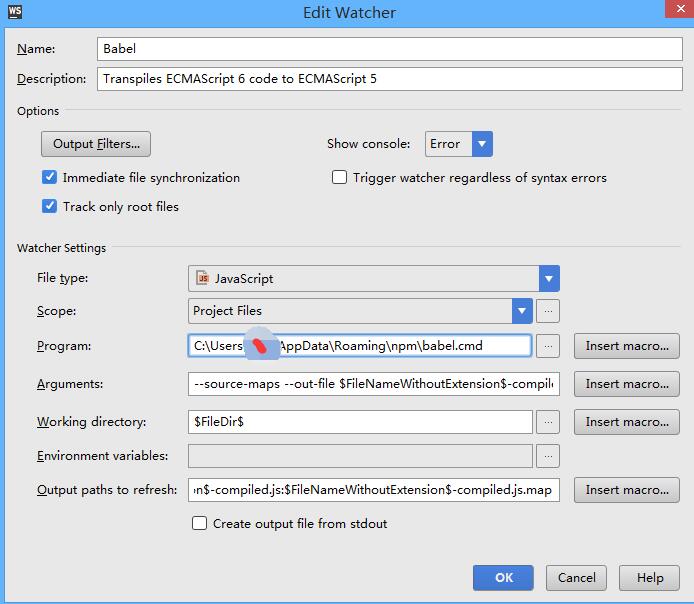 WS Edit Watcher ×
Name: Babel
Description: Transpiles ECMAScript 6 code to ECMAScript 5
Options
Output Filters... Show console: Error
Immediate file synchronization Trigger watcher regardless of syntax errors
Track only root files
Watcher Settings
File type: JS JavaScript
Scope: Project Files ...
Program: C:\Users AppData\Roaming\npm\babel.cmd ... Insert macro...
Arguments: --source-maps --out-file $FileNameWithoutExtension$-compile Insert macro...
Working directory: $FileDir$ ... Insert macro...
Environment variables: ...
Output paths to refresh: n$-compiled.js:$FileNameWithoutExtension$-compiled.js.map Insert macro...
Create output file from stdout
OK Cancel Help